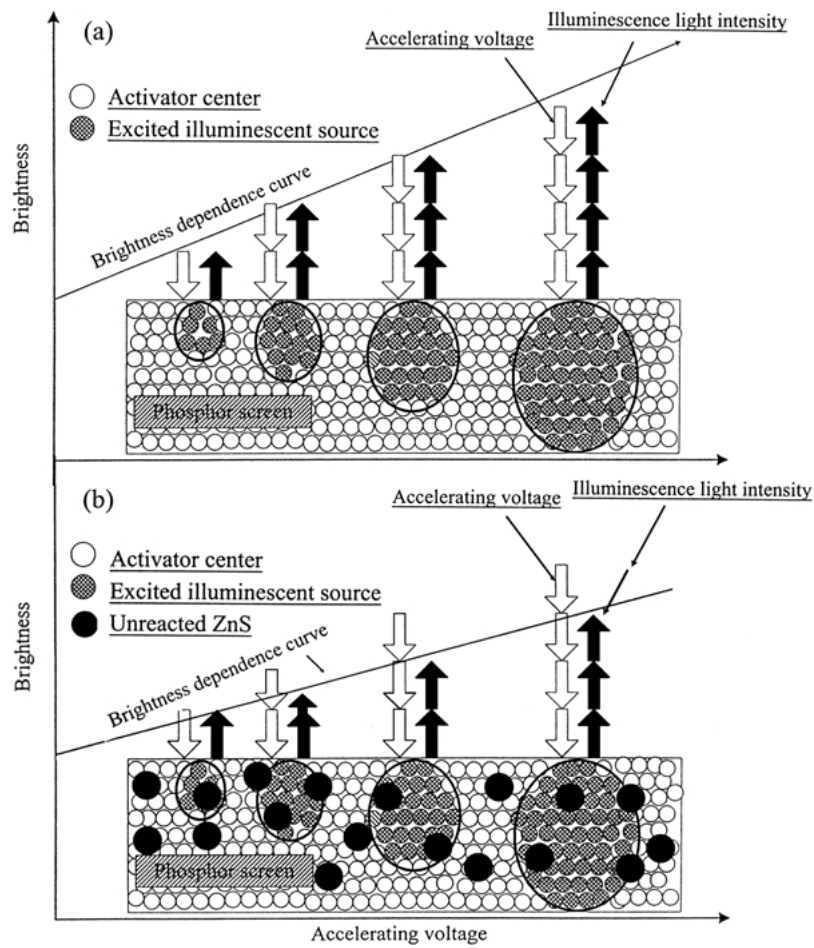 (a)
Illuminescence light intensity
Accelerating voltage
Activator center
Excited illuminescent source
Brightness dependence curve
Brightness
Phosphor screen
(b)
Illuminescence light intensity
Accelerating voltage
Activator center
Excited illuminescent source
Unreacted ZnS
Brightness dependence curve
Brightness
Phosphor screen
Accelerating voltage